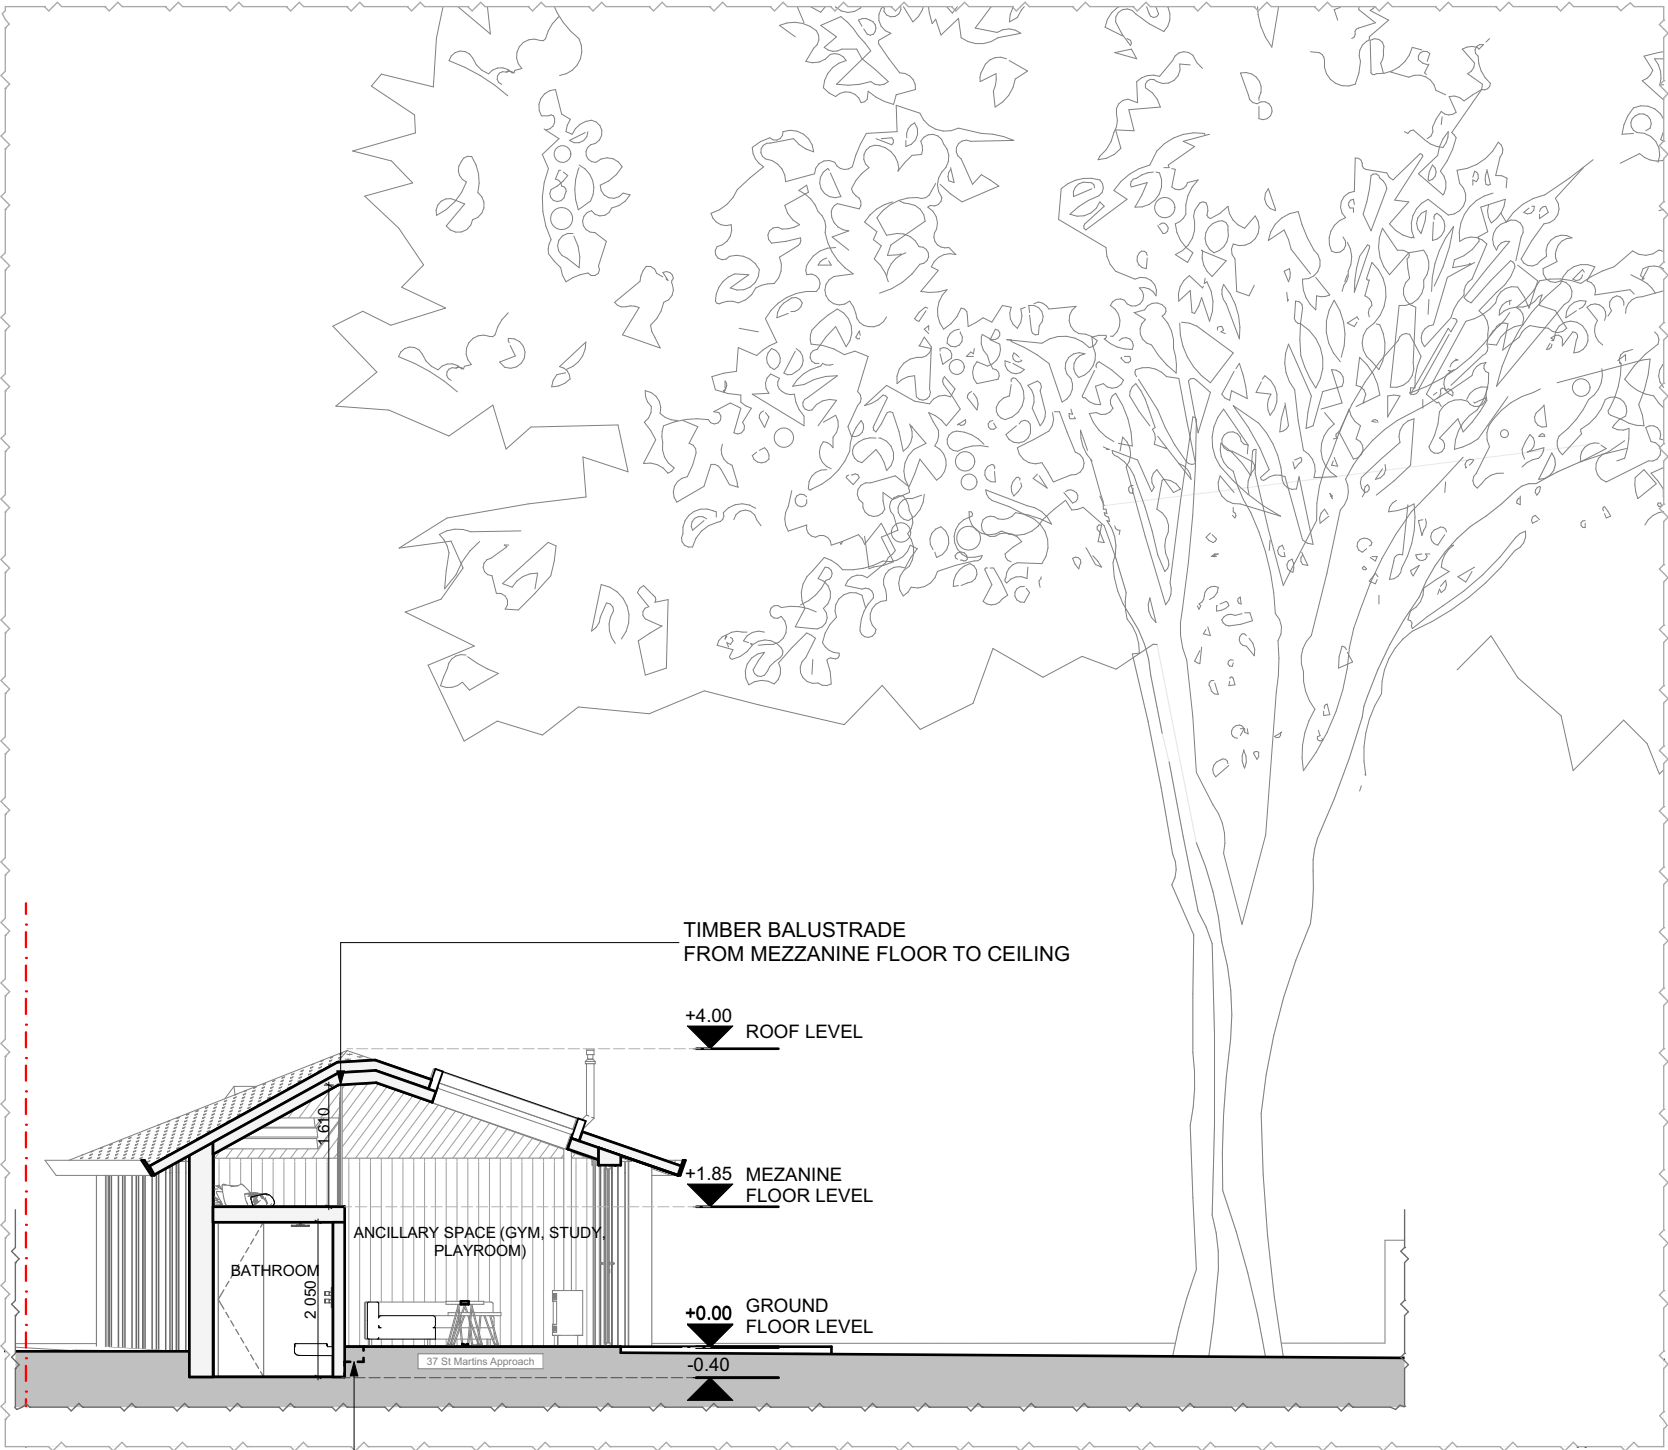 TIMBER BALUSTRADE
FROM MEZZANINE FLOOR TO CEILING
+4.00
ROOF LEVEL
1 610
+1.85
MEZANINE
FLOOR LEVEL
ANCILLARY SPACE (GYM, STUDY,
PLAYROOM)
BATHROOM
2 050
+0.00
GROUND
FLOOR LEVEL
37 St Martins Approach
-0.40